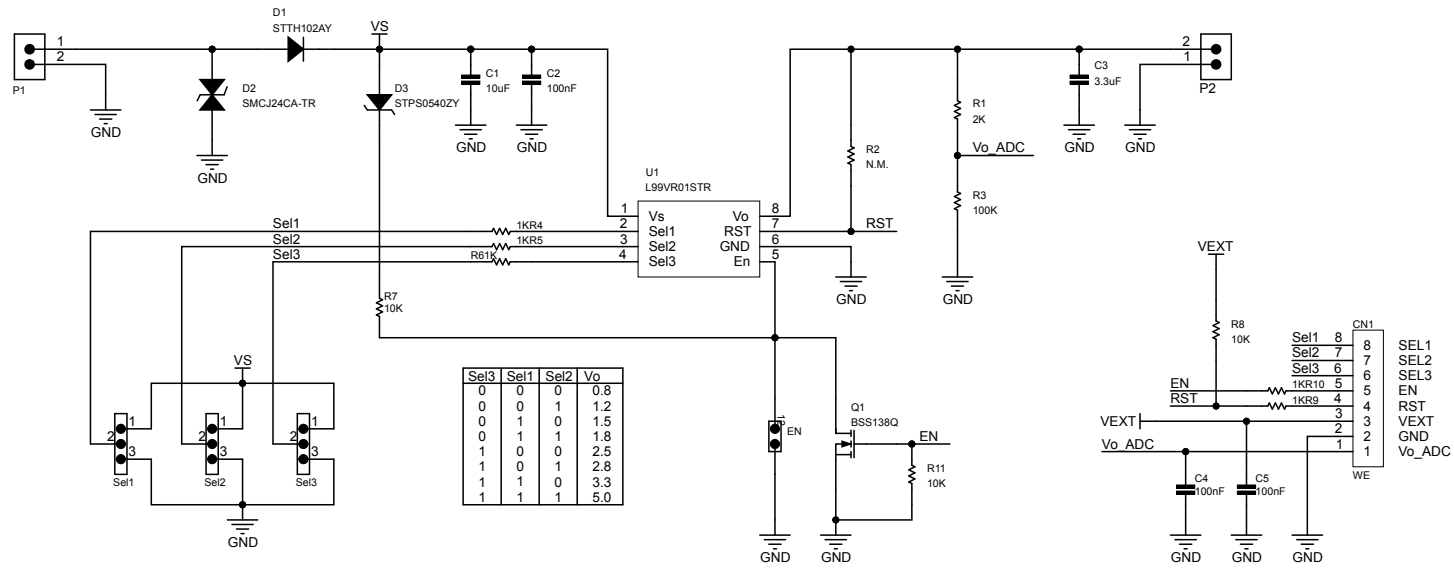 D1
STTH102AY
VS
1
2
P1
GND
D2
SMCJ24CA-TR
GND
D3
STPS0540ZY
C1
10uF
GND
C2
100nF
GND
R2
N.M.
R1
2K
Vo_ADC
R3
100K
GND
C3
3.3uF
GND
2
1
P2
GND
U1
L99VR01STR
1 Vs Vo 8
2 Sel1 RST 7
3 Sel2 GND 6
4 Sel3 En 5
RST
GND
Sel1 1KR4
Sel2 1KR5
Sel3 R61K
R7
10K
VS
1
2
3
Sel1
1
2
3
Sel2
1
2
3
Sel3
GND
Sel3 Sel1 Sel2 Vo
0 0 0 0.8
0 0 1 1.2
0 1 0 1.5
0 1 1 1.8
1 0 0 2.5
1 0 1 2.8
1 1 0 3.3
1 1 1 5.0
EN
GND
Q1
BSS138Q
EN
R11
10K
GND
VEXT
R8
10K
CN1
Sel1 8 8 SEL1
Sel2 7 7 SEL2
Sel3 6 6 SEL3
EN 1KR10 5 5 EN
RST 1KR9 4 4 RST
VEXT 3 3 VEXT
2 2 GND
Vo_ADC 1 1 Vo_ADC
WE
C4
100nF
C5
100nF
GND
GND
GND